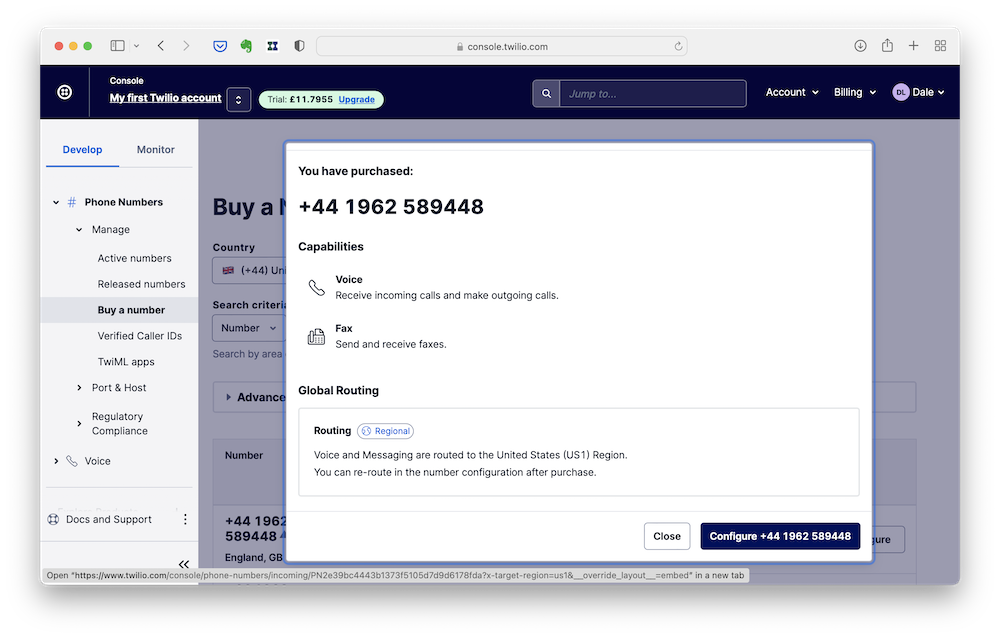 console.twilio.com
Console
My first Twilio account
Trial: £11.7955 Upgrade
Jump to...
Account
Billing
DL Dale
Develop
Monitor
# Phone Numbers
Manage
Active numbers
Released numbers
Buy a number
Verified Caller IDs
TwiML apps
Port & Host
Regulatory
Compliance
Voice
Docs and Support
Buy a
Country
(+44) Uni
Search criteria
Number
Search by area
Advance
Number
+44 1962
589448
England, GB
gure
You have purchased:
+44 1962 589448
Capabilities
Voice
Receive incoming calls and make outgoing calls.
Fax
Send and receive faxes.
Global Routing
Routing Regional
Voice and Messaging are routed to the United States (US1) Region.
You can re-route in the number configuration after purchase.
Close
Configure +44 1962 589448
Open "https://www.twilio.com/console/phone-numbers/incoming/PN2e39bc4443b1373f5105d7d9d6178fda?x-target-region=us1&__override_layout__=embed" in a new tab